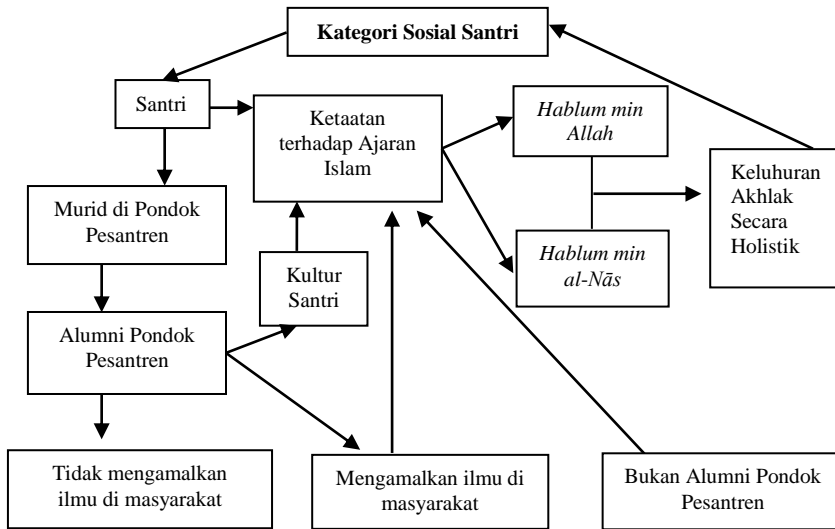 Kategori Sosial Santri
Santri
Ketaatan
terhadap Ajaran
Islam
Hablum min
Allah
Keluhuran
Akhlak
Secara
Holistik
Murid di Pondok
Pesantren
Kultur
Santri
Hablum min
al-Nās
Alumni Pondok
Pesantren
Tidak mengamalkan
ilmu di masyarakat
Mengamalkan ilmu di
masyarakat
Bukan Alumni Pondok
Pesantren